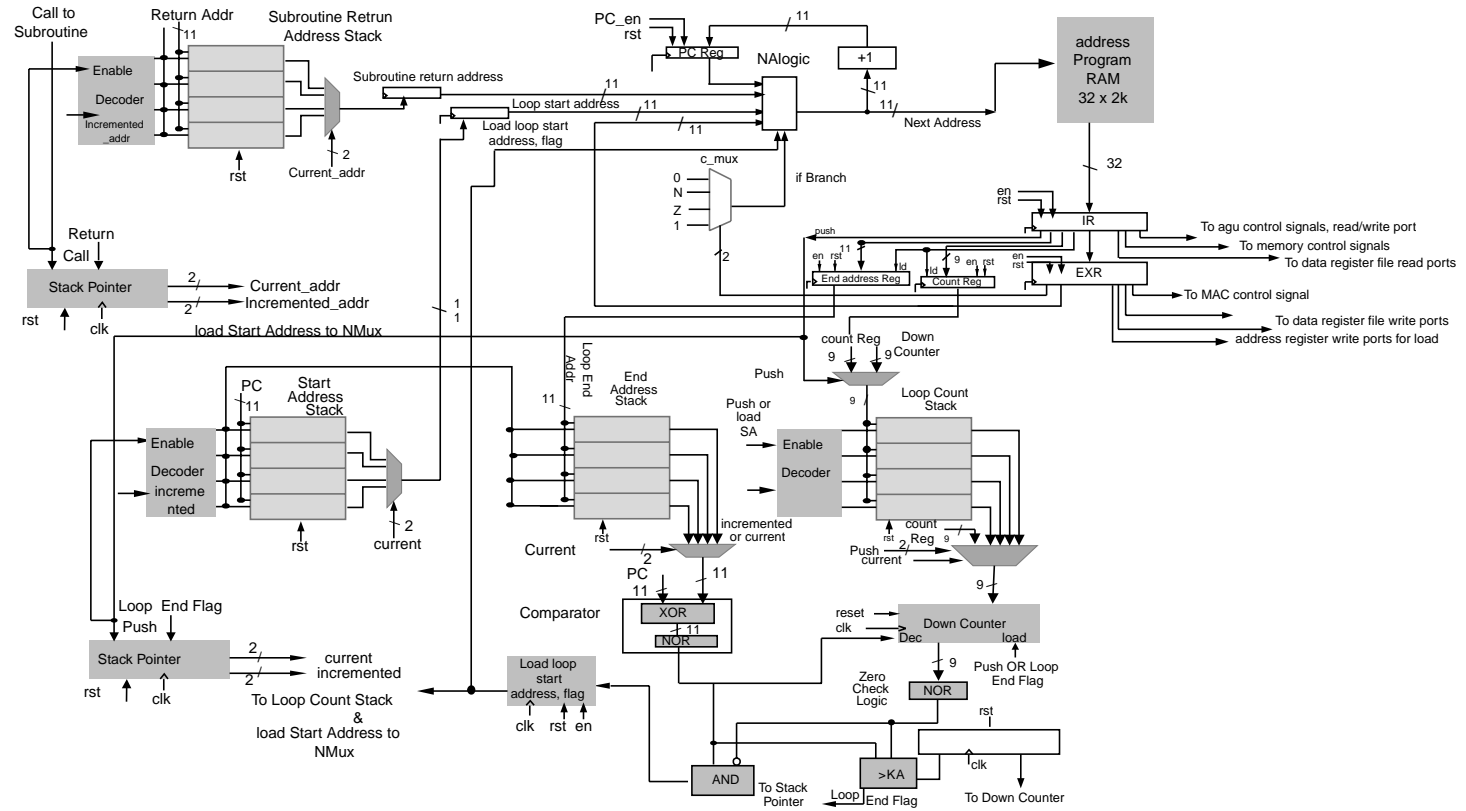 Call to
Subroutine
Return Addr
11
Subroutine Retrun
Address Stack
Enable
Decoder
Incremented
_addr
rst
2
Current_addr
Subroutine return address
11
Loop start address
11
Load loop start
address, flag
11
PC_en
rst
PC Reg
11
+1
11
NAlogic
11
Next Address
address
Program
RAM
32 x 2k
32
c_mux
0
N
Z
1
if Branch
2
en
rst
IR
To agu control signals, read/write port
To memory control signals
To data register file read ports
push
11
9
en
rst
ld
ld
en
rst
End address Reg
Count Reg
en
rst
EXR
To MAC control signal
To data register file write ports
address register write ports for load
Return
Call
Stack Pointer
2
Current_addr
2
Incremented_addr
rst
clk
load Start Address to NMux
1
1
count Reg
Down
Counter
9
9
Push
9
PC
11
Start
Address
Stack
Enable
Decoder
increme
nted
rst
2
current
Loop End
Addr
11
End
Address
Stack
rst
incremented
or current
Current
2
PC
11
11
Comparator
XOR
11
NOR
Push or
load
SA
Loop Count
Stack
Enable
Decoder
rst
count
Reg
9
9
Push
2
current
9
reset
clk
Dec
Down Counter
load
9
Push OR Loop
End Flag
Zero
Check
Logic
NOR
rst
clk
To Down Counter
Loop
Push
End Flag
Stack Pointer
2
current
2
incremented
rst
clk
To Loop Count Stack
&
load Start Address to
NMux
Load loop
start
address, flag
clk
rst
en
AND
To Stack
Pointer
>KA
Loop
End Flag